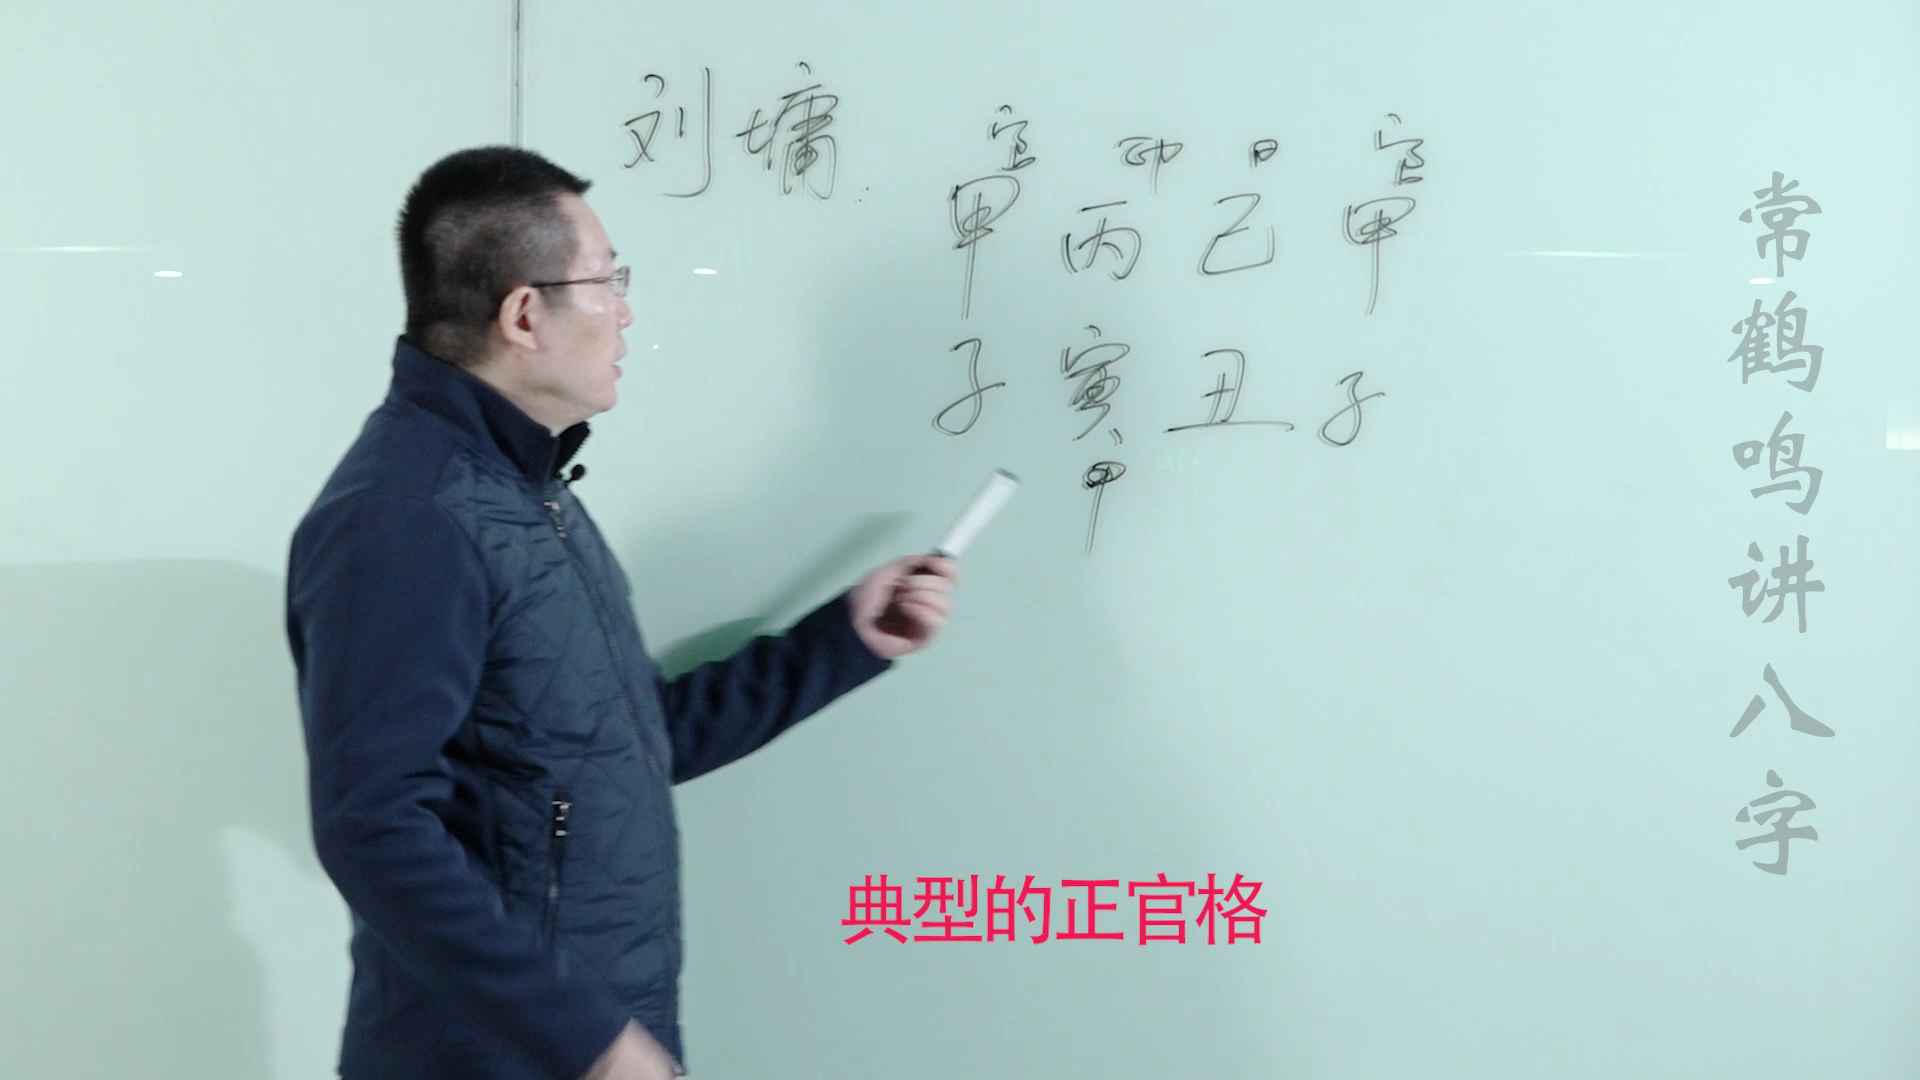 刘墉
官 印 日 官
甲 丙 己 甲
子 寅 丑 子
甲
典型的正官格
常鹤鸣讲八字